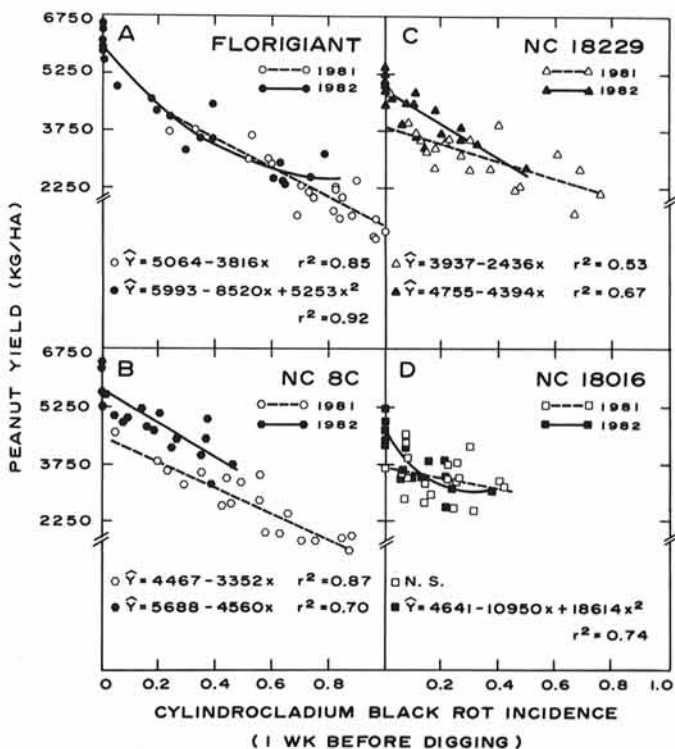 A FLORIGIANT
1981
1982
Ŷ=5064-3816x r²=0.85
Ŷ=5993-8520x+5253x²
r²=0.92
C NC 18229
1981
1982
Ŷ=3937-2436x r²=0.53
Ŷ=4755-4394x r²=0.67
B NC 8C
1981
1982
Ŷ=4467-3352x r²=0.87
Ŷ=5688-4560x r²=0.70
D NC 18016
1981
1982
N. S.
Ŷ=4641-10950x+18614x²
r²=0.74
PEANUT YIELD (KG/HA)
6750
5250
3750
2250
6750
5250
3750
2250
0 0.2 0.4 0.6 0.8 0.2 0.4 0.6 0.8 1.0
CYLINDROCLADIUM BLACK ROT INCIDENCE
(1 WK BEFORE DIGGING)